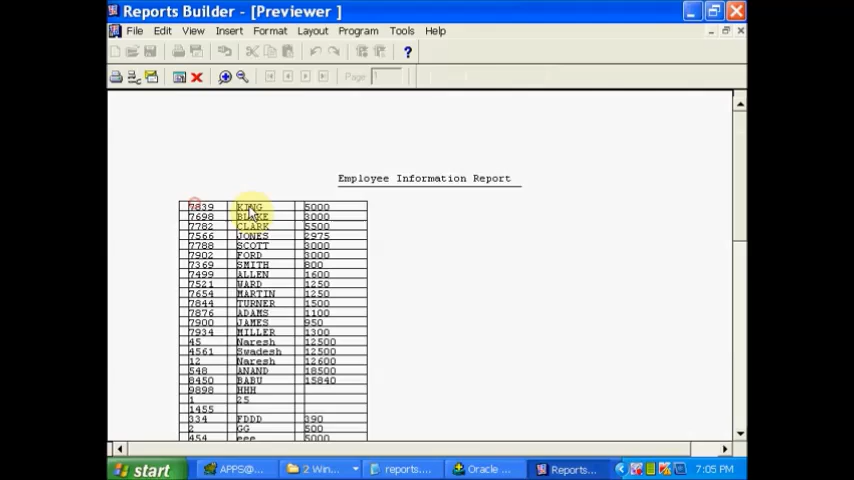 Reports Builder - [Previewer ]
File Edit View Insert Format Layout Program Tools Help
Page: 1
Employee Information Report
7839 KING 5000
7698 BLAKE 3000
7782 CLARK 5500
7566 JONES 2975
7788 SCOTT 3000
7902 FORD 3000
7369 SMITH 800
7499 ALLEN 1600
7521 WARD 1250
7654 MARTIN 1250
7844 TURNER 1500
7876 ADAMS 1100
7900 JAMES 950
7934 MILLER 1300
45 Naresh 12500
4561 Swadesh 12500
12 Naresh 12600
548 ANAND 18500
8450 BABU 15840
9898 HHH
1 25
1455
334 FDDD 390
2 GG 500
454 eee 5000
start APPS@... 2 Win... reports.... Oracle ... Reports... 7:05 PM